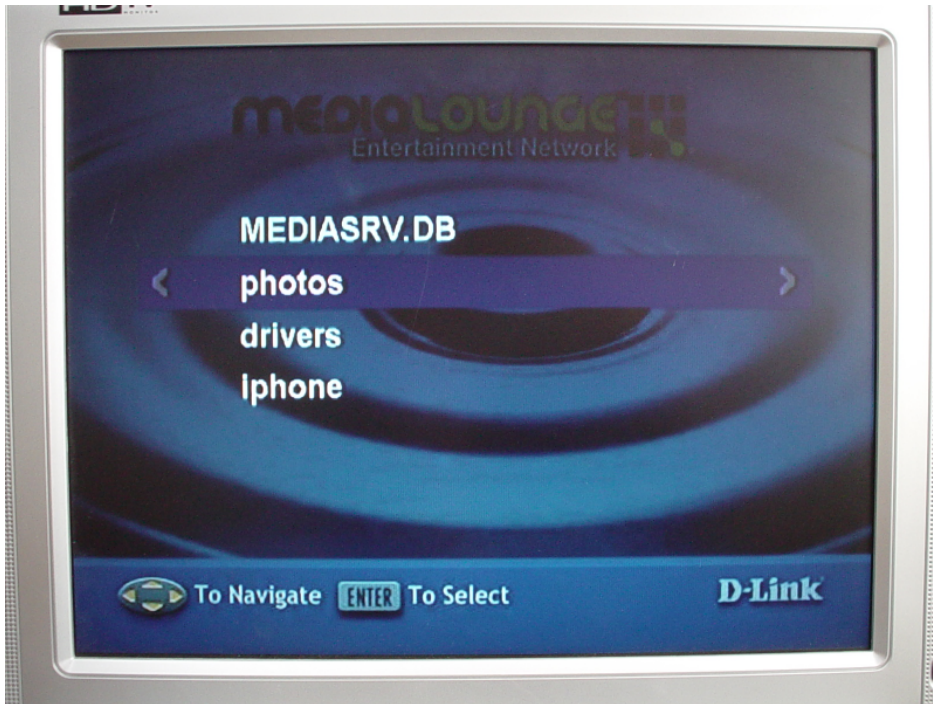 MEDIALOUNGE
Entertainment Network
MEDIASRV.DB
photos
drivers
iphone
To Navigate ENTER To Select
D-Link